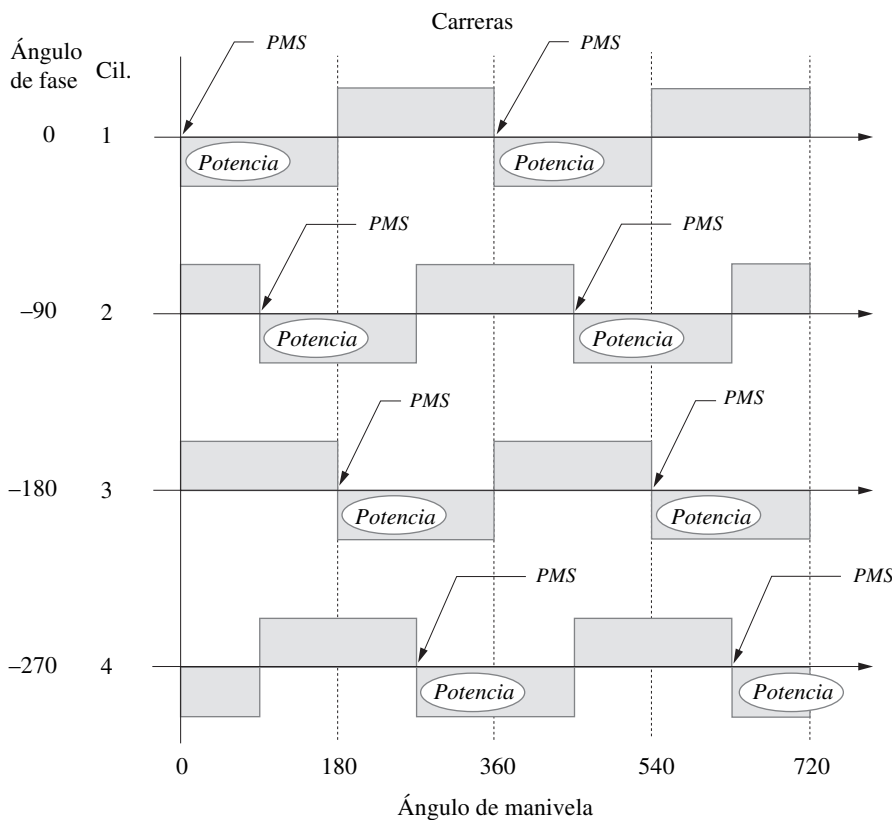 Carreras
Ángulo
de fase
Cil.
PMS
PMS
0
1
Potencia
Potencia
PMS
PMS
–90
2
Potencia
Potencia
PMS
PMS
–180
3
Potencia
Potencia
PMS
PMS
–270
4
Potencia
Potencia
0
180
360
540
720
Ángulo de manivela